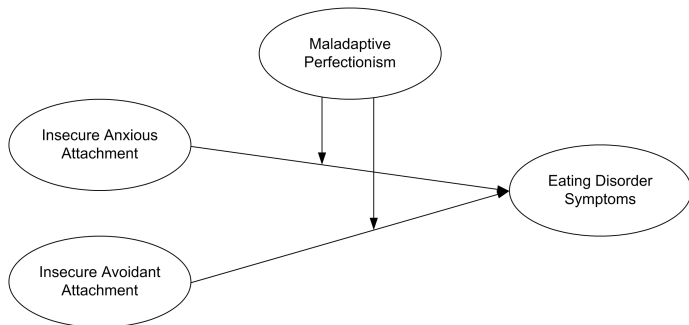 Maladaptive
Perfectionism
Insecure Anxious
Attachment
Eating Disorder
Symptoms
Insecure Avoidant
Attachment